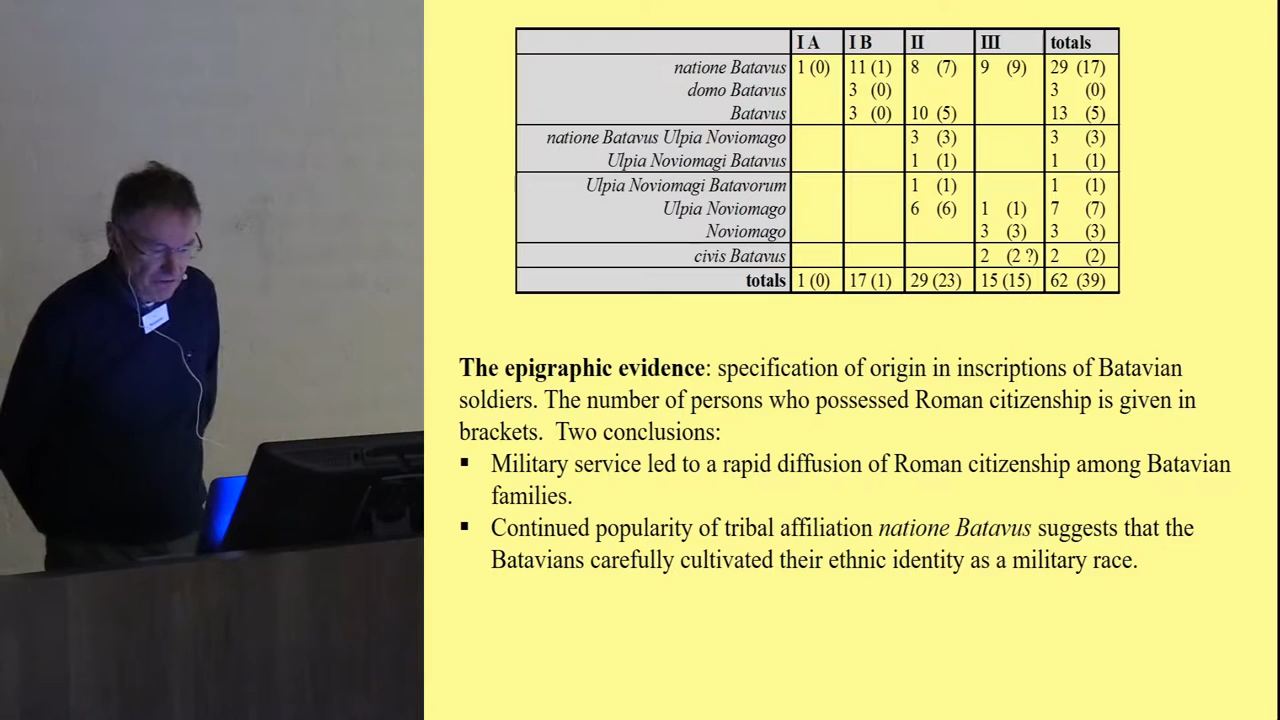 I A I B II III totals
natione Batavus 1 (0) 11 (1) 8 (7) 9 (9) 29 (17)
domo Batavus 3 (0) 3 (0)
Batavus 3 (0) 10 (5) 13 (5)
natione Batavus Ulpia Noviomago 3 (3) 3 (3)
Ulpia Noviomagi Batavus 1 (1) 1 (1)
Ulpia Noviomagi Batavorum 1 (1) 1 (1)
Ulpia Noviomago 6 (6) 1 (1) 7 (7)
Noviomago 3 (3) 3 (3)
civis Batavus 2 (2 ?) 2 (2)
totals 1 (0) 17 (1) 29 (23) 15 (15) 62 (39)
The epigraphic evidence: specification of origin in inscriptions of Batavian
soldiers. The number of persons who possessed Roman citizenship is given in
brackets. Two conclusions:
▪ Military service led to a rapid diffusion of Roman citizenship among Batavian
families.
▪ Continued popularity of tribal affiliation natione Batavus suggests that the
Batavians carefully cultivated their ethnic identity as a military race.